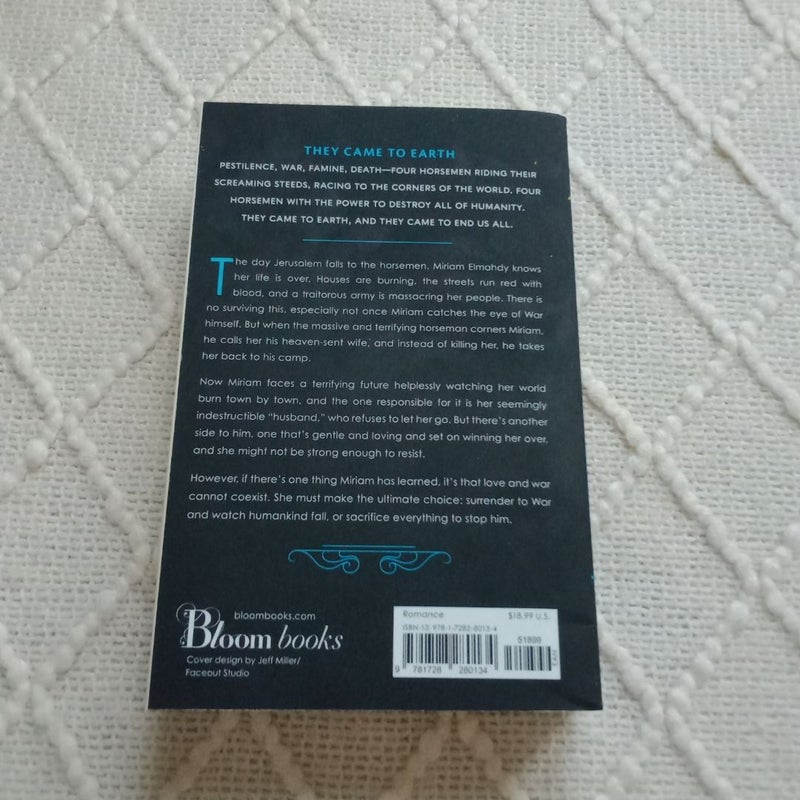 THEY CAME TO EARTH
PESTILENCE, WAR, FAMINE, DEATH—FOUR HORSEMEN RIDING THEIR
SCREAMING STEEDS, RACING TO THE CORNERS OF THE WORLD. FOUR
HORSEMEN WITH THE POWER TO DESTROY ALL OF HUMANITY.
THEY CAME TO EARTH, AND THEY CAME TO END US ALL.
The day Jerusalem falls to the horsemen, Miriam Elmahdy knows
her life is over. Houses are burning, the streets run red with
blood, and a traitorous army is massacring her people. There is
no surviving this, especially not once Miriam catches the eye of War
himself. But when the massive and terrifying horseman corners Miriam,
he calls her his heaven-sent wife, and instead of killing her, he takes
her back to his camp.
Now Miriam faces a terrifying future helplessly watching her world
burn town by town, and the one responsible for it is her seemingly
indestructible “husband,” who refuses to let her go. But there’s another
side to him, one that’s gentle and loving and set on winning her over,
and she might not be strong enough to resist.
However, if there’s one thing Miriam has learned, it’s that love and war
cannot coexist. She must make the ultimate choice: surrender to War
and watch humankind fall, or sacrifice everything to stop him.
bloombooks.com
Bloom books
Cover design by Jeff Miller/
Faceout Studio
Romance $18.99 U.S.
ISBN-13: 978-1-7282-8013-4
51899
9 781728 280134
EAN